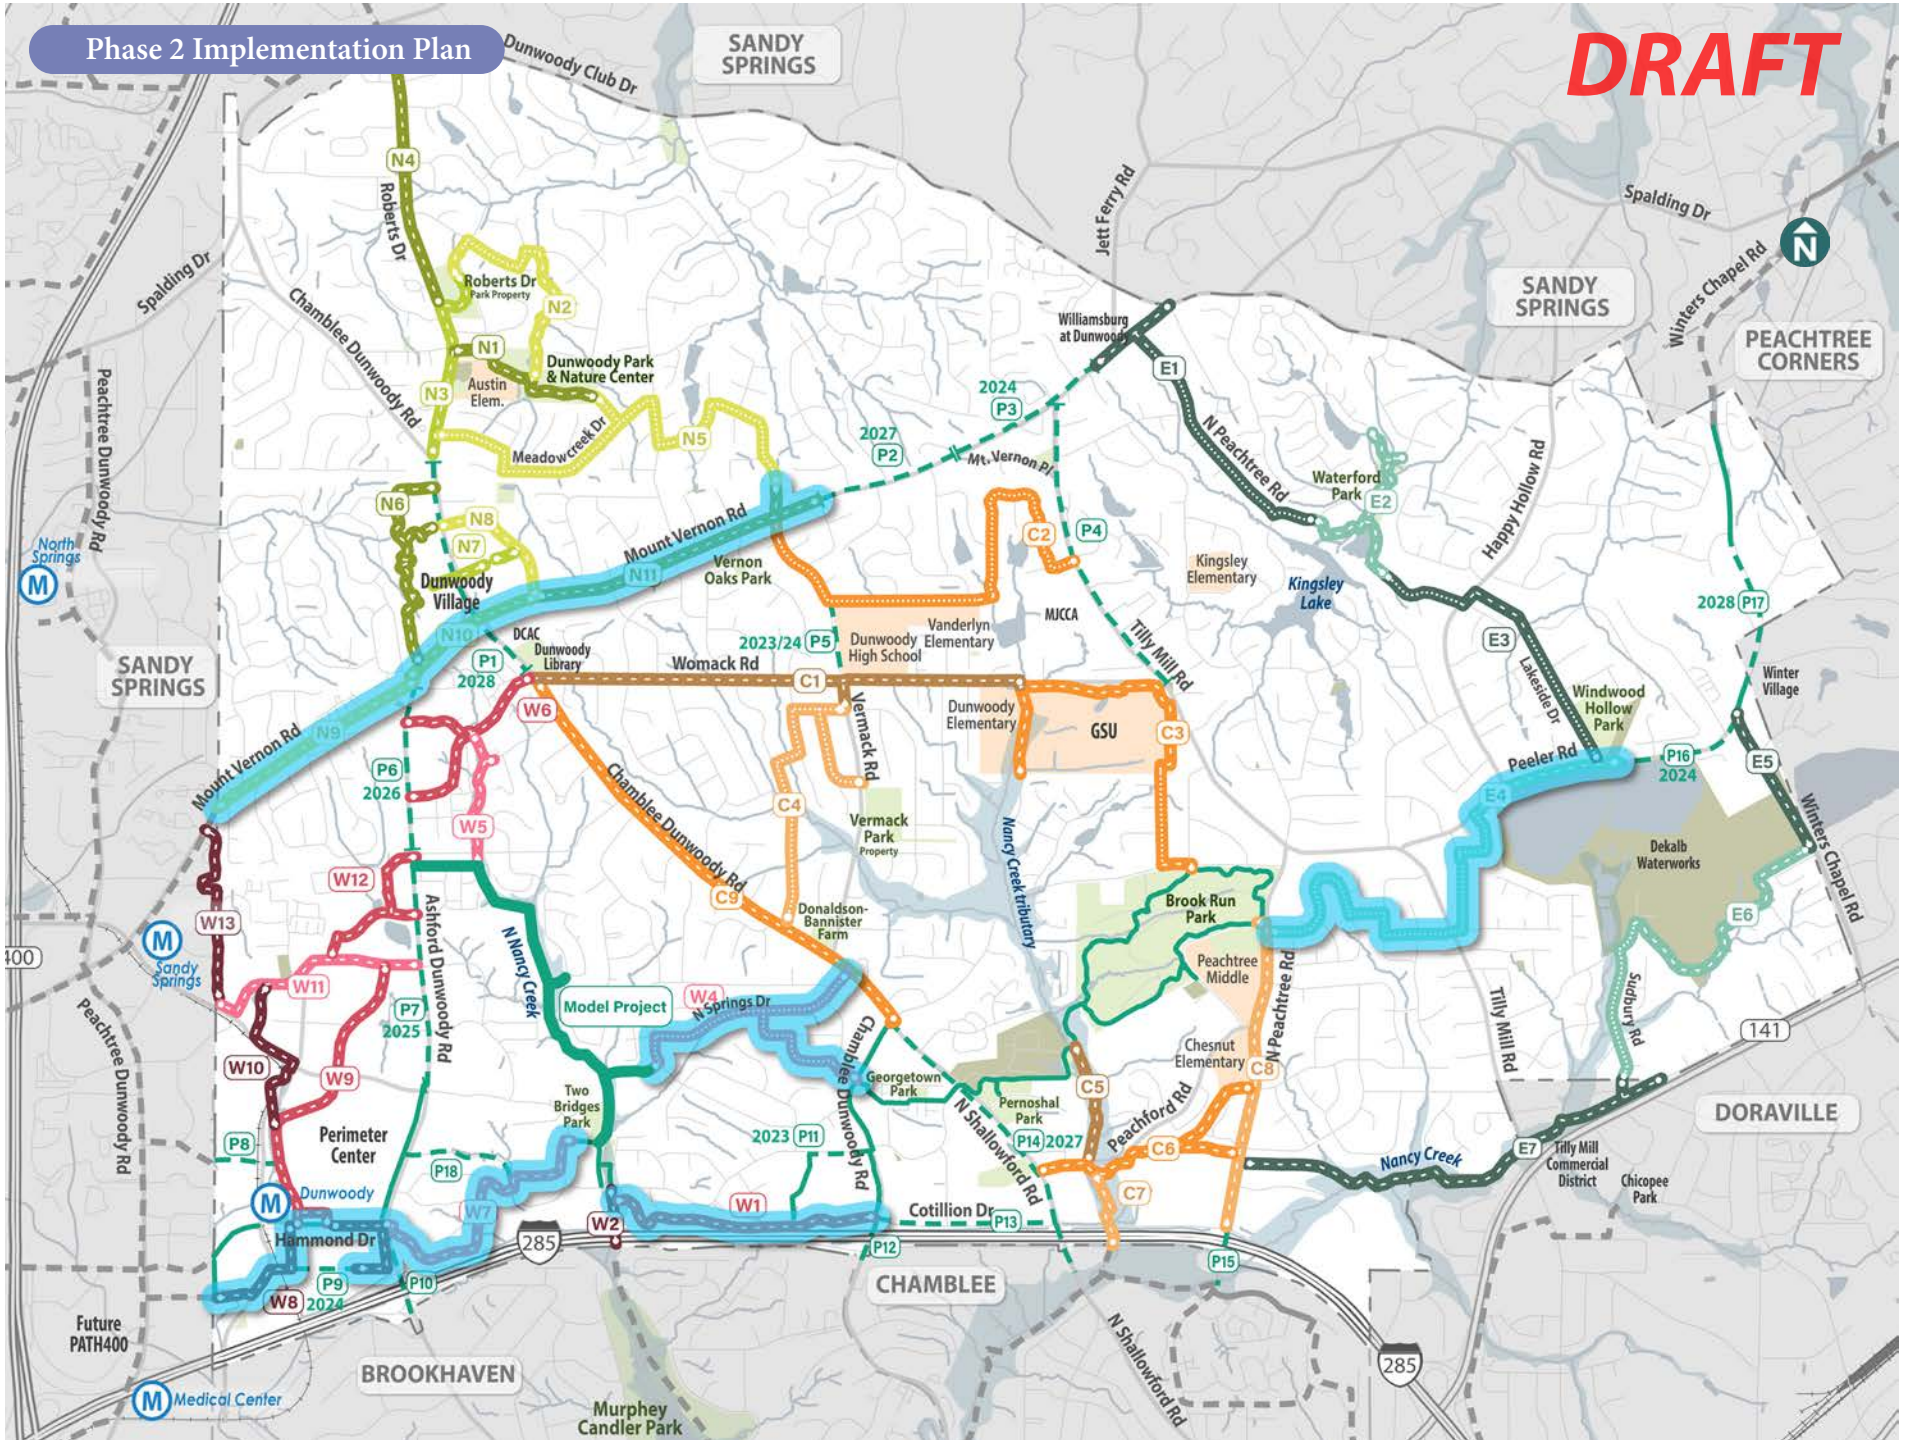 Phase 2 Implementation Plan
DRAFT
Dunwoody Club Dr
SANDY
SPRINGS
N4
Roberts Dr
Jett Ferry Rd
Spalding Dr
N
Winters Chapel Rd
Spalding Dr
SANDY
SPRINGS
PEACHTREE
CORNERS
Roberts Dr
Park Property
N2
Chamblee Dunwoody Rd
Williamsburg
at Dunwoody
N1
Dunwoody Park
& Nature Center
E1
Peachtree Dunwoody Rd
N3
Austin
Elem.
2024
P3
Meadowcreek Dr
N5
2027
P2
Mt. Vernon Pl
N Peachtree Rd
Waterford
Park
E2
Happy Hollow Rd
N6
N8
N7
Mount Vernon Rd
C2
P4
North
Springs
M
Dunwoody
Village
N11
Vernon
Oaks Park
Kingsley
Elementary
Kingsley
Lake
2028
P17
N10
DCAC
Dunwoody
Library
2023/24
P5
Dunwoody
High School
Vanderlyn
Elementary
MJCCA
Tilly Mill Rd
E3
Lakeside Dr
SANDY
SPRINGS
P1
2028
Womack Rd
C1
Winter
Village
Windwood
Hollow
Park
W6
Vermack Rd
Dunwoody
Elementary
GSU
C3
N9
Mount Vernon Rd
Peeler Rd
P16
2024
E5
P6
2026
Chamblee Dunwoody Rd
C4
E4
W5
Vermack
Park
Property
Nancy Creek tributary
Dekalb
Waterworks
Winters Chapel Rd
W12
C9
Ashford Dunwoody Rd
Donaldson-
Bannister
Farm
Brook Run
Park
E6
W13
N Nancy Creek
M
Sandy
Springs
400
Peachtree
Middle
W11
Model Project
W4
N Springs Dr
P7
2025
N Peachtree Rd
Tilly Mill Rd
Sudbury Rd
141
Peachtree Dunwoody Rd
Chamblee Dunwoody Rd
Chesnut
Elementary
W10
W9
Georgetown
Park
C5
C8
Two
Bridges
Park
Pernoshal
Park
Peachford Rd
DORAVILLE
P8
Perimeter
Center
2023
P11
N Shallowford Rd
P14
2027
C6
Nancy Creek
E7
Tilly Mill
Commercial
District
P18
M
Dunwoody
W7
W1
C7
Chicopee
Park
W2
Cotillion Dr
P13
Hammond Dr
285
P12
P15
P9
P10
W8
2024
CHAMBLEE
Future
PATH400
N Shallowford Rd
285
BROOKHAVEN
M
Medical Center
Murphey
Candler Park